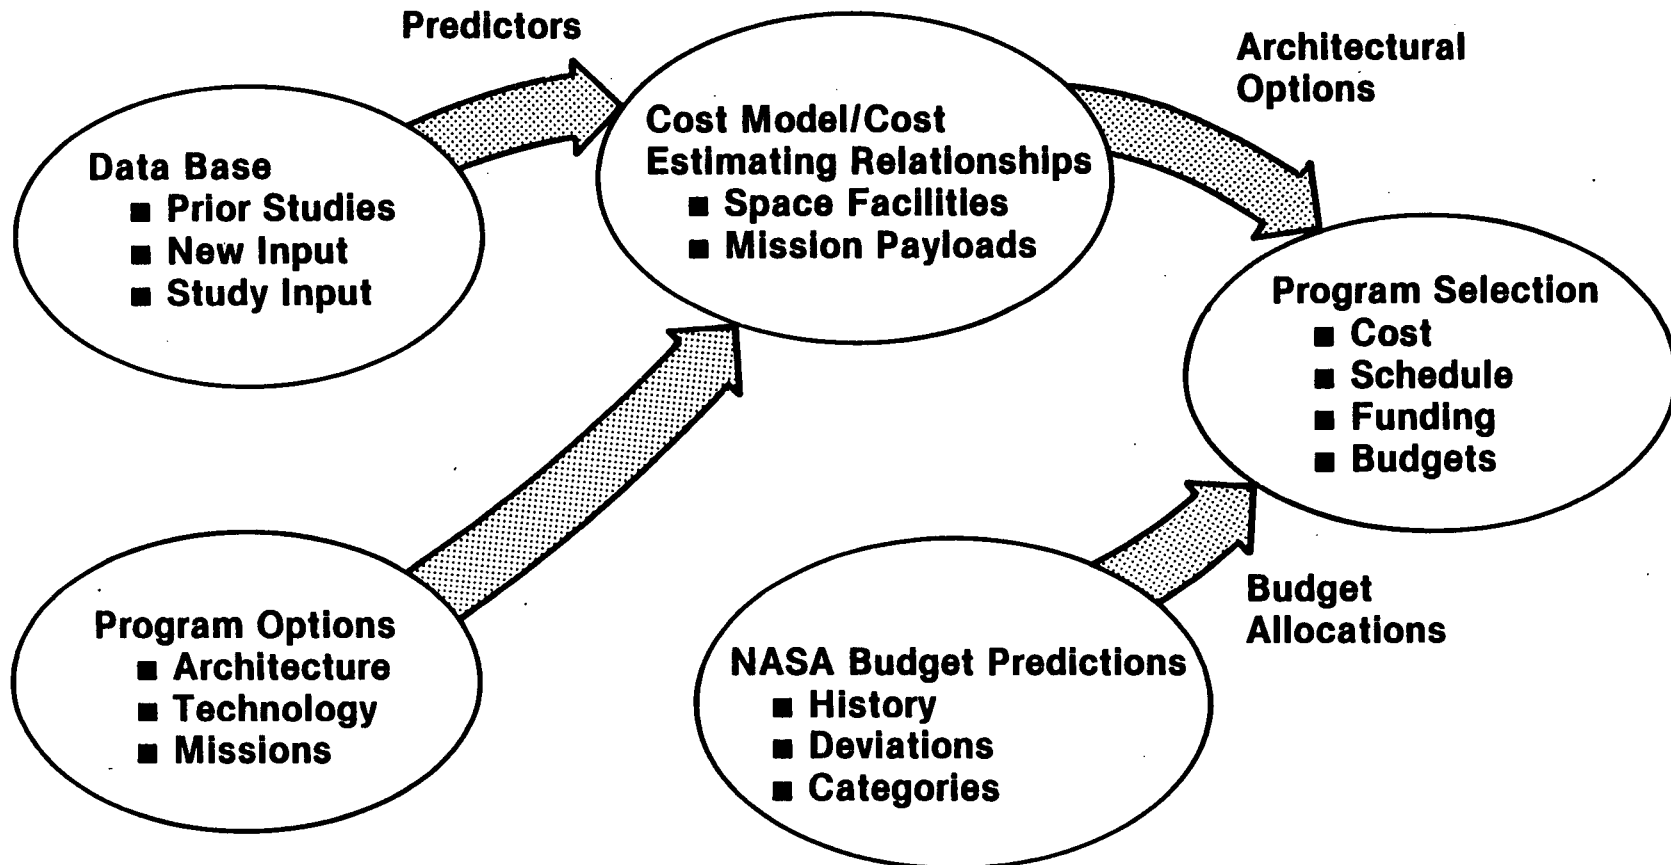 Predictors
Architectural
Options
Data Base
■ Prior Studies
■ New Input
■ Study Input
Cost Model/Cost
Estimating Relationships
■ Space Facilities
■ Mission Payloads
Program Selection
■ Cost
■ Schedule
■ Funding
■ Budgets
Program Options
■ Architecture
■ Technology
■ Missions
NASA Budget Predictions
■ History
■ Deviations
■ Categories
Budget
Allocations